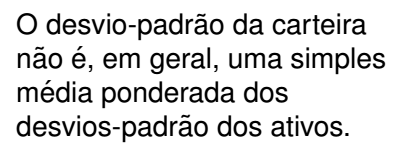 O desvio-padrão da carteira
não é, em geral, uma simples
média ponderada dos
desvios-padrão dos ativos.